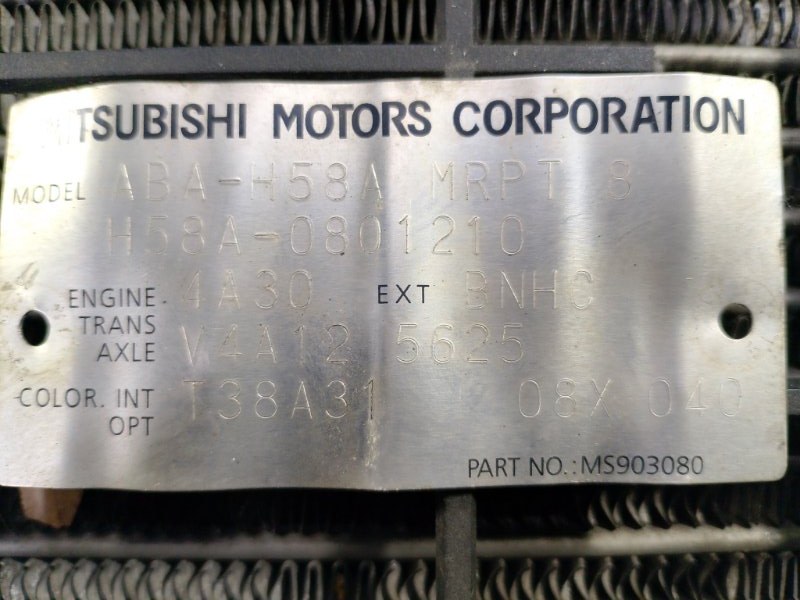 MITSUBISHI MOTORS CORPORATION
MODEL ABA-H58A MRPT 8
H58A-0801210
ENGINE 4A30 EXT BNHC
TRANS AXLE V4A12 5625
COLOR. INT OPT T38A31 08X 040
PART NO.: MS903080